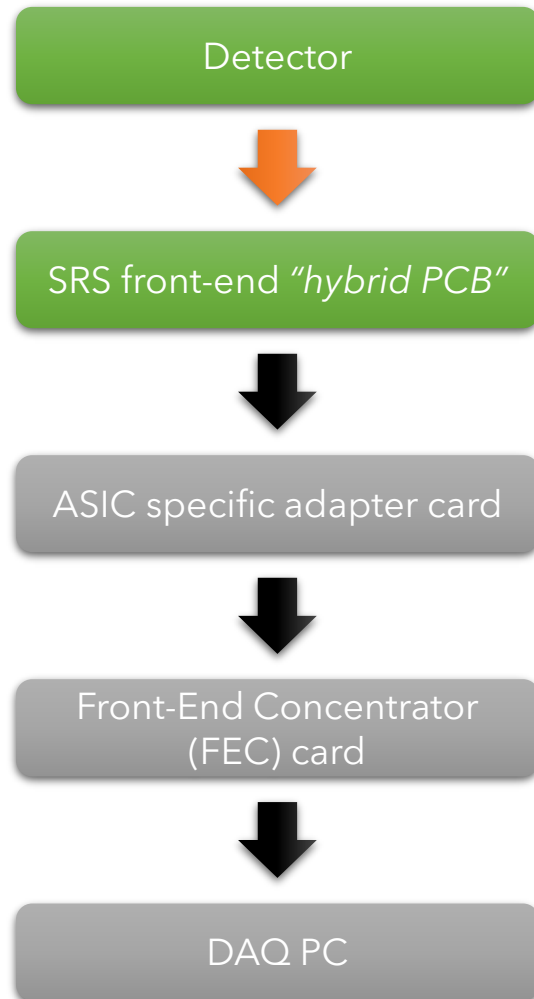 Detector
SRS front-end “hybrid PCB”
ASIC specific adapter card
Front-End Concentrator
(FEC) card
DAQ PC